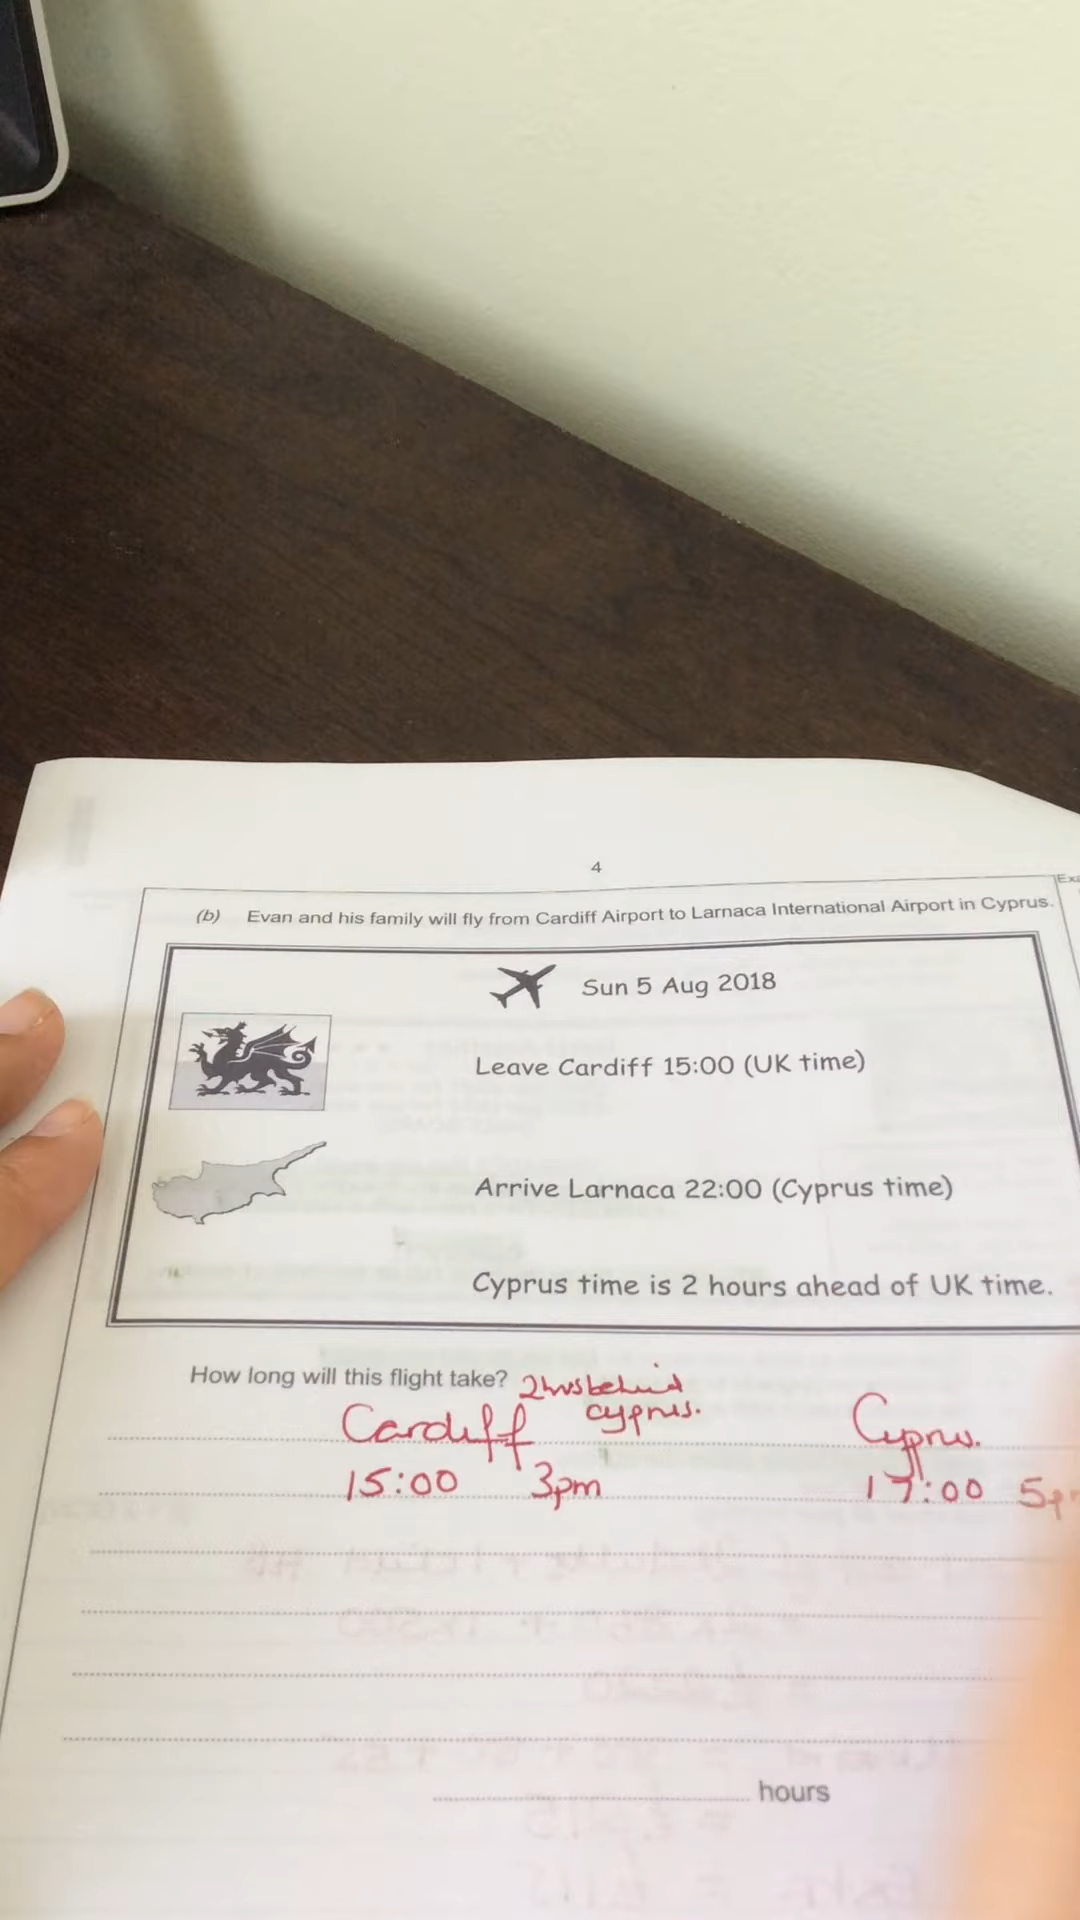 4
(b) Evan and his family will fly from Cardiff Airport to Larnaca International Airport in Cyprus.
Sun 5 Aug 2018
Leave Cardiff 15:00 (UK time)
Arrive Larnaca 22:00 (Cyprus time)
Cyprus time is 2 hours ahead of UK time.
How long will this flight take? 2hrs behind
cyprus.
Cardiff Cyprus.
15:00 3pm 17:00
hours